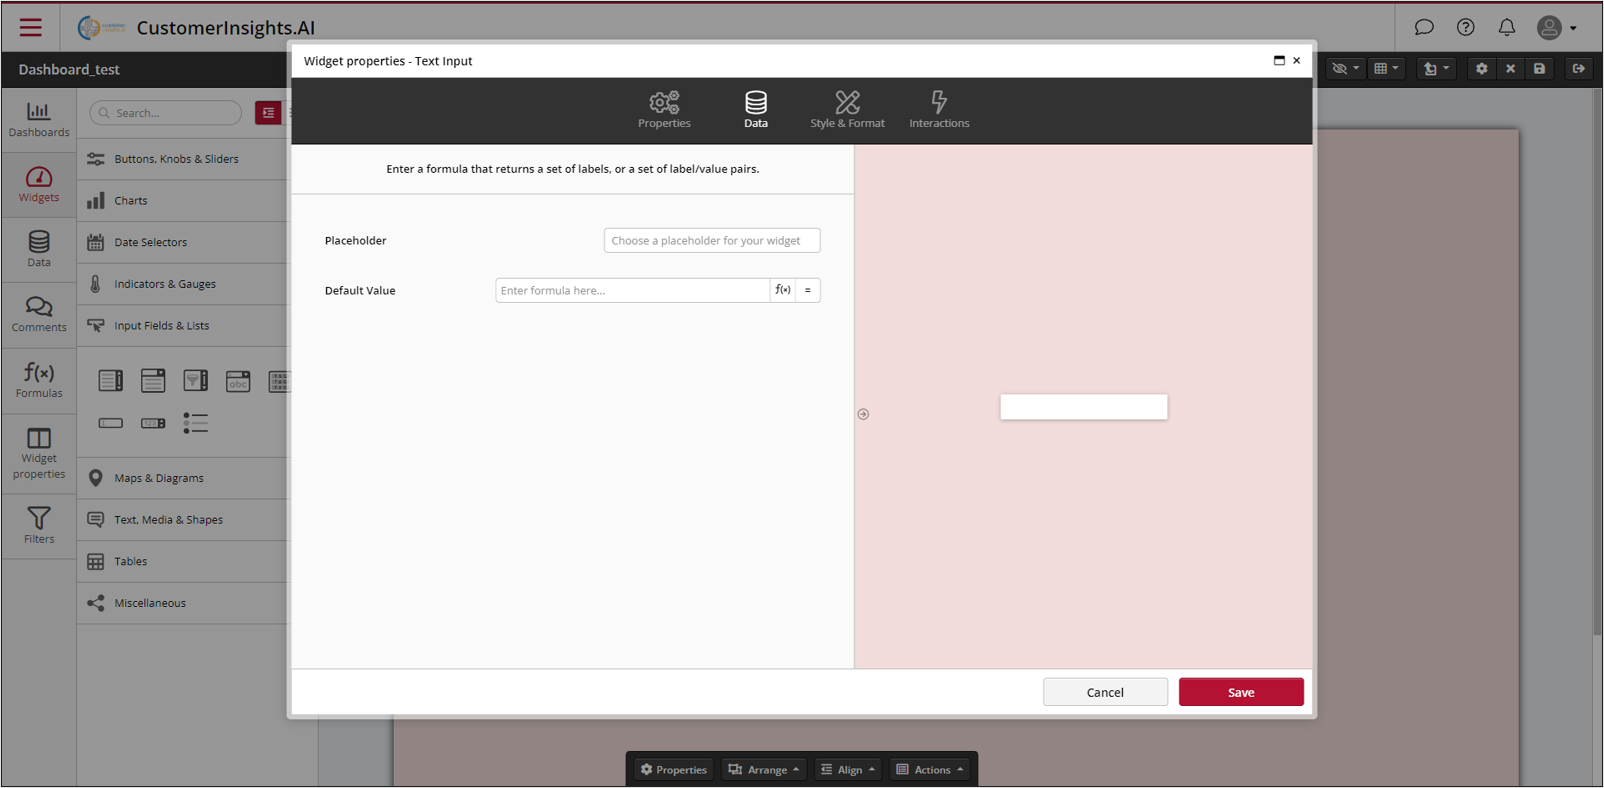 CustomerInsights.AI
Dashboard_test
Widget properties - Text Input
Properties
Data
Style & Format
Interactions
Dashboards
Widgets
Data
Comments
Formulas
Widget
properties
Filters
Search...
Buttons, Knobs & Sliders
Charts
Date Selectors
Indicators & Gauges
Input Fields & Lists
abc
123
Maps & Diagrams
Text, Media & Shapes
Tables
Miscellaneous
Enter a formula that returns a set of labels, or a set of label/value pairs.
Placeholder
Choose a placeholder for your widget
Default Value
Enter formula here...
f(x)
=
Cancel
Save
Properties
Arrange
Align
Actions